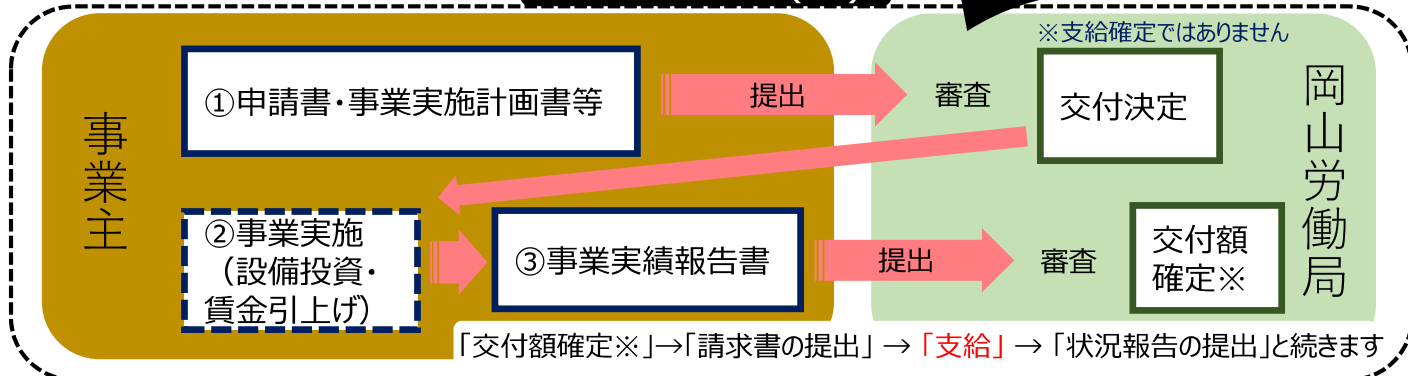 ※支給確定ではありません
事業主
①申請書・事業実施計画書等
提出
審査
交付決定
岡山労働局
②事業実施
（設備投資・
賃金引上げ）
③事業実績報告書
提出
審査
交付額
確定※
「交付額確定※」→「請求書の提出」→「支給」→「状況報告の提出」と続きます